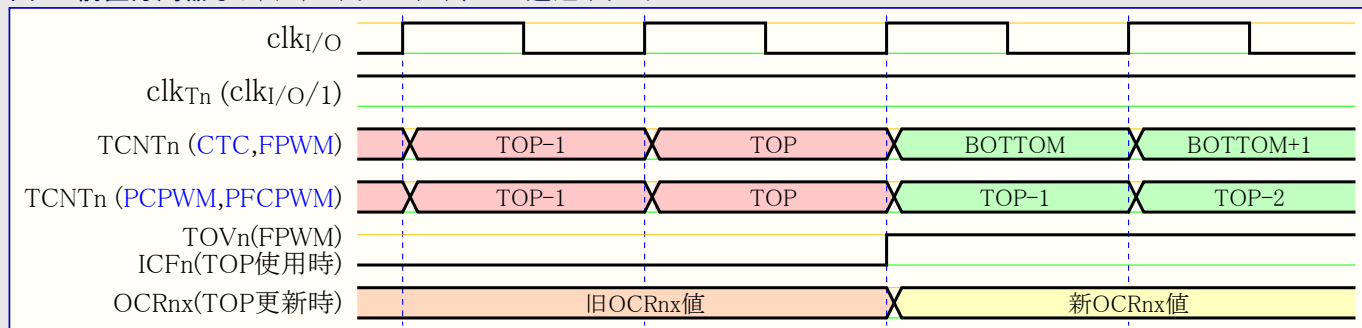 clkI/O
clkTn (clkI/O/1)
TCNTn (CTC,FPWM) TOP-1 TOP BOTTOM BOTTOM+1
TCNTn (PCPWM,PFCPWM) TOP-1 TOP TOP-1 TOP-2
TOVn(FPWM)
ICFn(TOP使用時)
OCRnx(TOP更新時) 旧OCRnx値 新OCRnx値